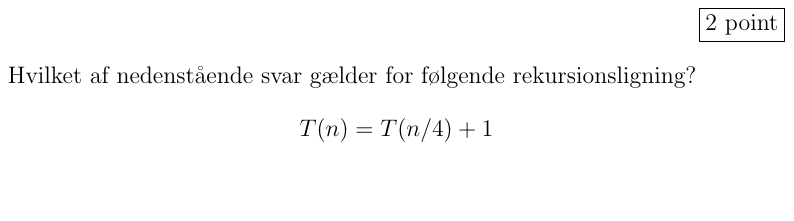 2 point
Hvilket af nedenstående svar gælder for følgende rekursionsligning?
T(n) = T(n/4) + 1